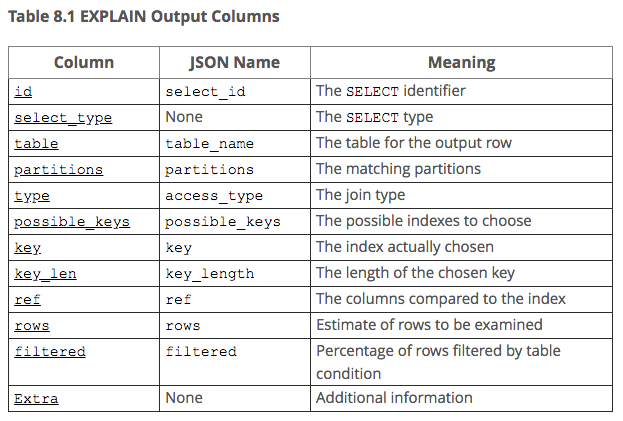 Table 8.1 EXPLAIN Output Columns
Column JSON Name Meaning
id select_id The SELECT identifier
select_type None The SELECT type
table table_name The table for the output row
partitions partitions The matching partitions
type access_type The join type
possible_keys possible_keys The possible indexes to choose
key key The index actually chosen
key_len key_length The length of the chosen key
ref ref The columns compared to the index
rows rows Estimate of rows to be examined
filtered filtered Percentage of rows filtered by table
condition
Extra None Additional information